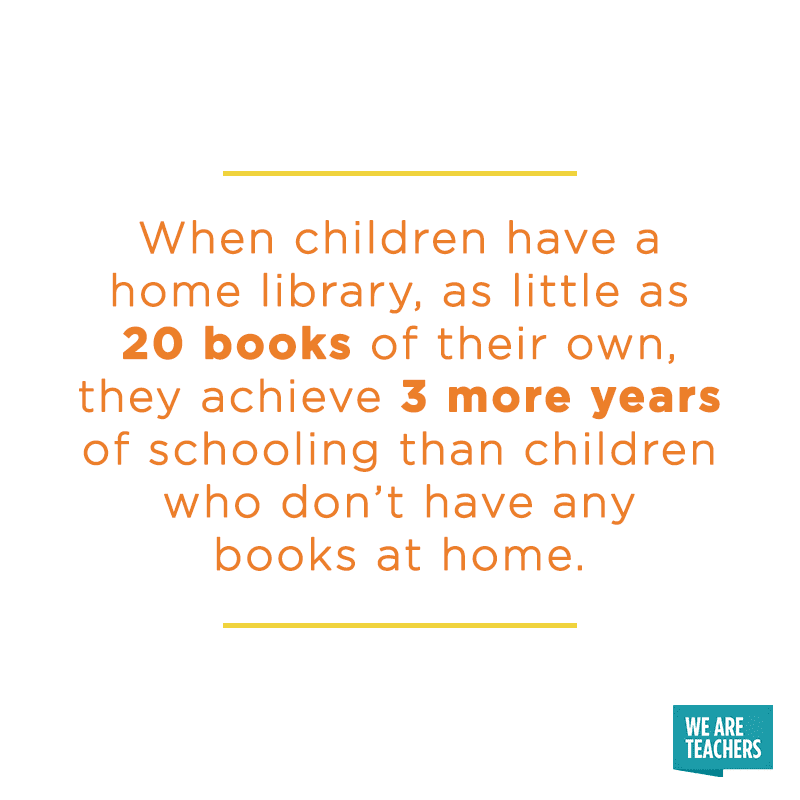 When children have a
home library, as little as
20 books of their own,
they achieve 3 more years
of schooling than children
who don’t have any
books at home.
WE ARE
TEACHERS